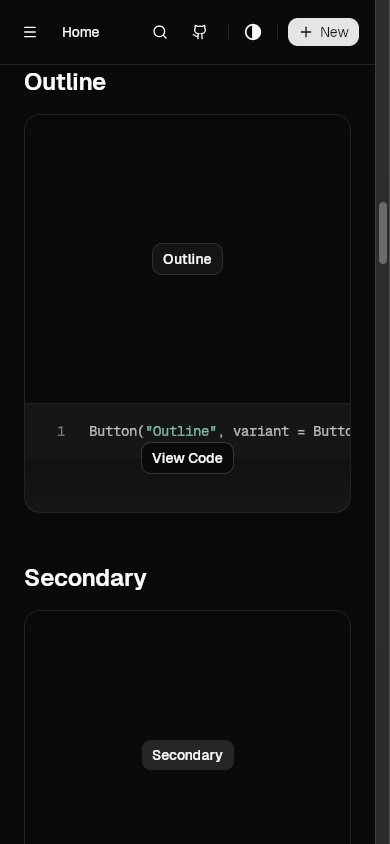 Home
New
Outline
Outline
1 Button("Outline", variant = Butto
View Code
Secondary
Secondary